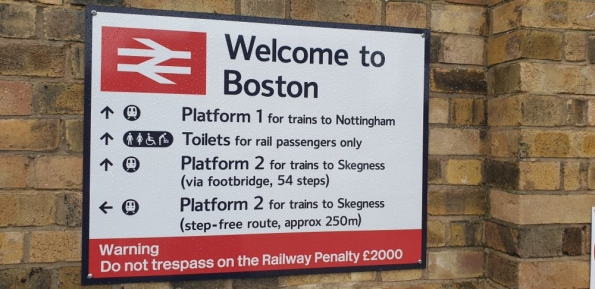 Welcome to
Boston
Platform 1 for trains to Nottingham
Toilets for rail passengers only
Platform 2 for trains to Skegness
(via footbridge, 54 steps)
Platform 2 for trains to Skegness
(step-free route, approx 250m)
Warning
Do not trespass on the Railway Penalty £2000